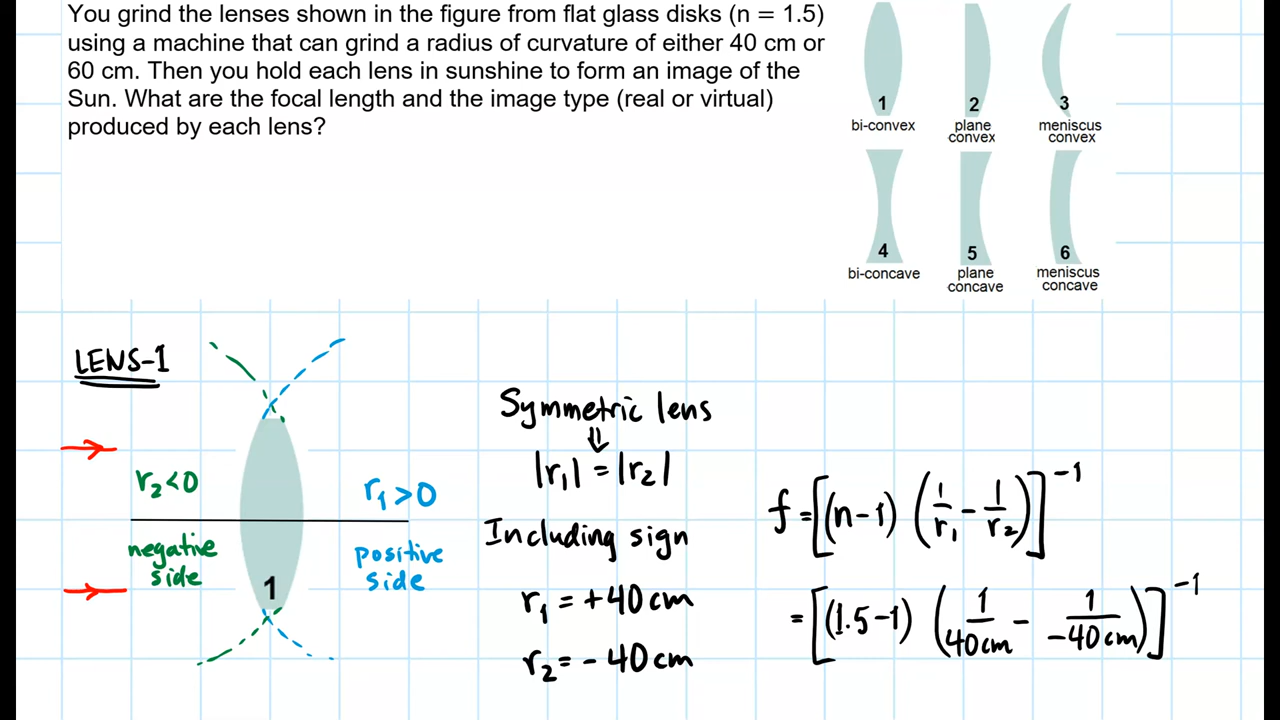 You grind the lenses shown in the figure from flat glass disks (n = 1.5)
using a machine that can grind a radius of curvature of either 40 cm or
60 cm. Then you hold each lens in sunshine to form an image of the
Sun. What are the focal length and the image type (real or virtual)
produced by each lens?
1 2 3
bi-convex plane convex meniscus convex
4 5 6
bi-concave plane concave meniscus concave
LENS-1
r₂<0
r₁>0
negative side
positive side
1
Symmetric lens
⇓
|r₁| = |r₂|
Including sign
r₁ = +40 cm
r₂ = - 40 cm
f = [(n-1) (1/r₁ - 1/r₂)]⁻¹
= [(1.5-1) (1/40cm - 1/-40cm)]⁻¹